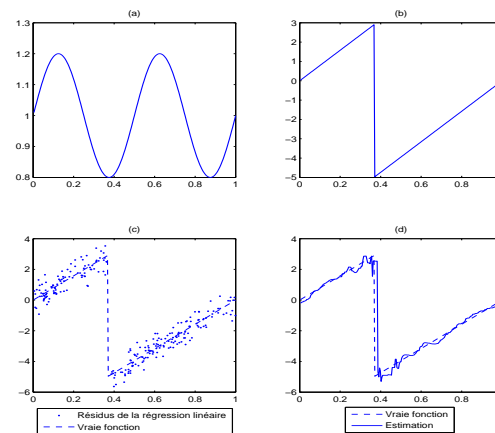 (a)
1.3
1.2
1.1
1
0.9
0.8
0 0.2 0.4 0.6 0.8 1
(b)
3
2
1
0
−1
−2
−3
−4
−5
0 0.2 0.4 0.6 0.8
(c)
4
2
0
−2
−4
−6
0 0.2 0.4 0.6 0.8 1
Résidus de la régression linéaire
Vraie fonction
(d)
4
2
0
−2
−4
−6
0 0.2 0.4 0.6 0.8
Vraie fonction
Estimation